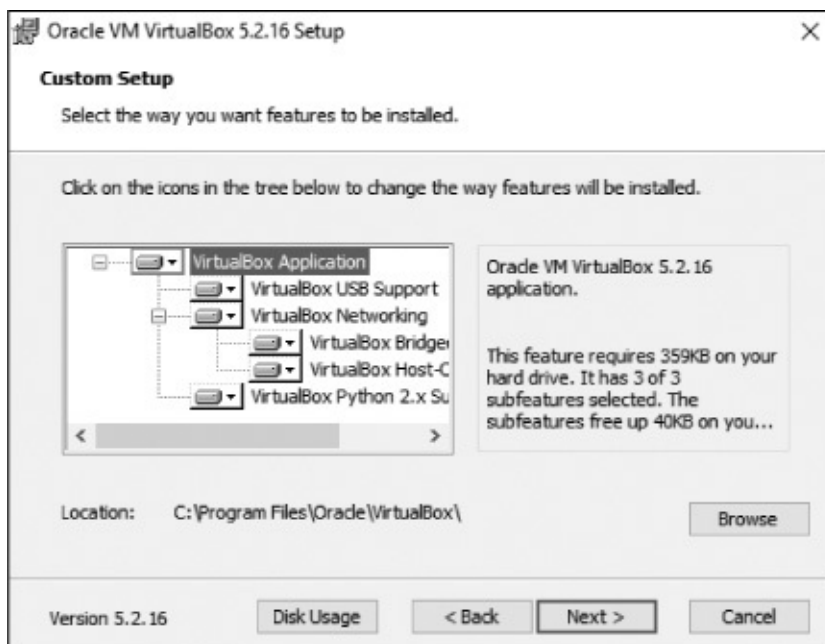 Oracle VM VirtualBox 5.2.16 Setup
Custom Setup
Select the way you want features to be installed.
Click on the icons in the tree below to change the way features will be installed.
VirtualBox Application
VirtualBox USB Support
VirtualBox Networking
VirtualBox Bridge
VirtualBox Host-
VirtualBox Python 2.x Su
Oracle VM VirtualBox 5.2.16
application.
This feature requires 359KB on your
hard drive. It has 3 of 3
subfeatures selected. The
subfeatures free up 40KB on you...
Location: C:\Program Files\Oracle\VirtualBox\
Browse
Version 5.2.16
Disk Usage
< Back
Next >
Cancel